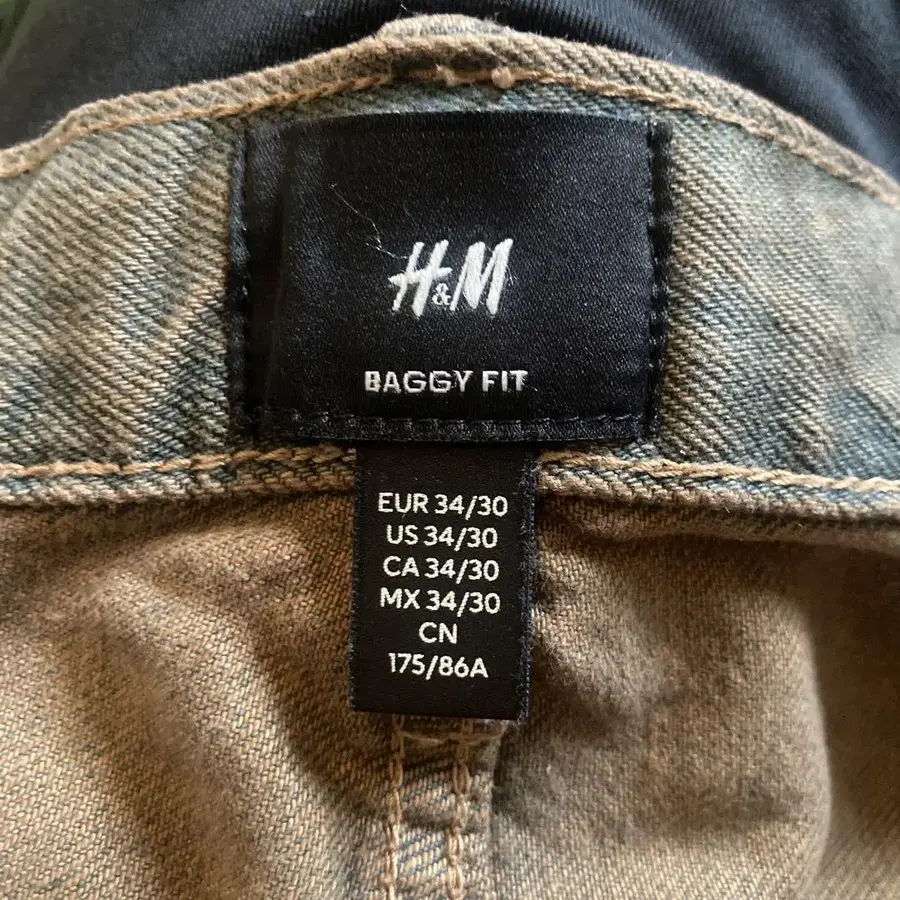 H&M
BAGGY FIT
EUR 34/30
US 34/30
CA 34/30
MX 34/30
CN
175/86A